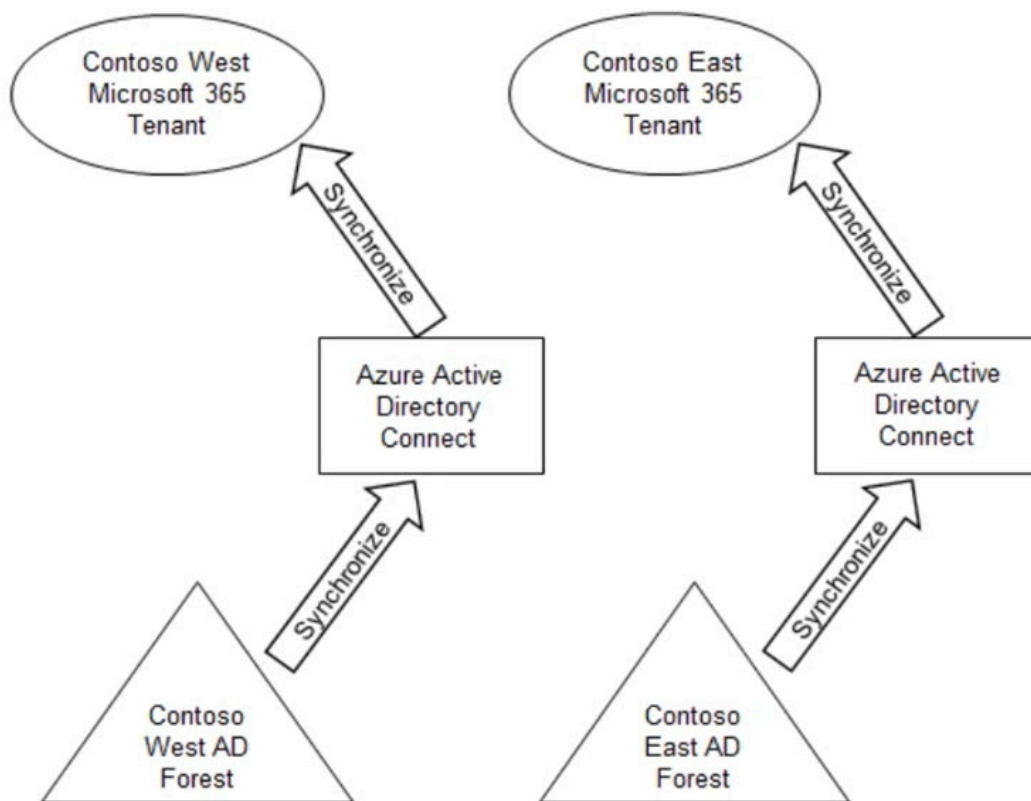 Contoso West
Microsoft 365
Tenant
Contoso East
Microsoft 365
Tenant
Synchronize
Synchronize
Azure Active
Directory
Connect
Azure Active
Directory
Connect
Synchronize
Synchronize
Contoso
West AD
Forest
Contoso
East AD
Forest